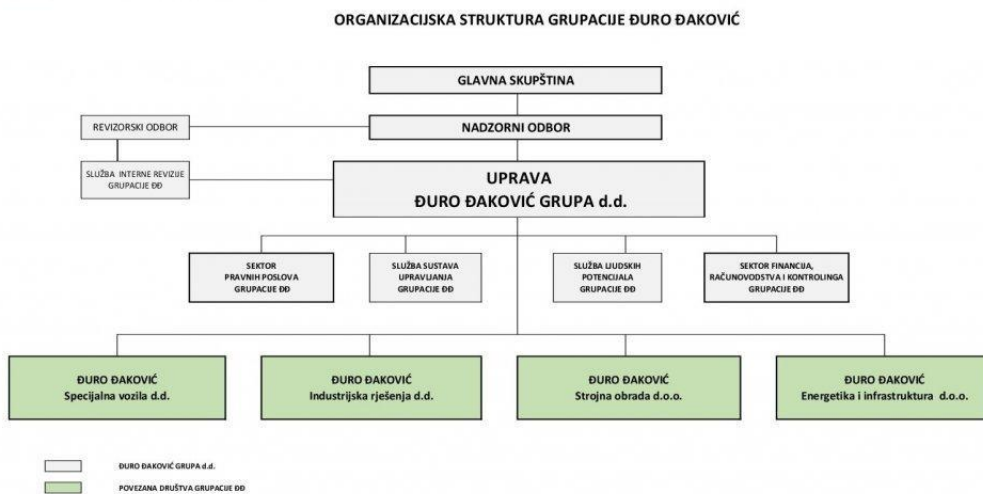 ORGANIZACIJSKA STRUKTURA GRUPACIJE ĐURO ĐAKOVIĆ
GLAVNA SKUPŠTINA
REVIZORSKI ODBOR
NADZORNI ODBOR
SLUŽBA INTERNE REVIZIJE
GRUPACIJE ĐĐ
UPRAVA
ĐURO ĐAKOVIĆ GRUPA d.d.
SEKTOR
PRAVNIH POSLOVA
GRUPACIJE ĐĐ
SLUŽBA SUSTAVA
UPRAVLJANJA
GRUPACIJE ĐĐ
SLUŽBA LJUDSKIH
POTENCIJALA
GRUPACIJE ĐĐ
SEKTOR FINANCIJA,
RAČUNOVODSTVA I KONTROLINGA
GRUPACIJE ĐĐ
ĐURO ĐAKOVIĆ
Specijalna vozila d.d.
ĐURO ĐAKOVIĆ
Industrijska rješenja d.d.
ĐURO ĐAKOVIĆ
Strojna obrada d.o.o.
ĐURO ĐAKOVIĆ
Energetika i infrastruktura d.o.o.
ĐURO ĐAKOVIĆ GRUPA d.d.
POVEZANA DRUŠTVA GRUPACIJE ĐĐ